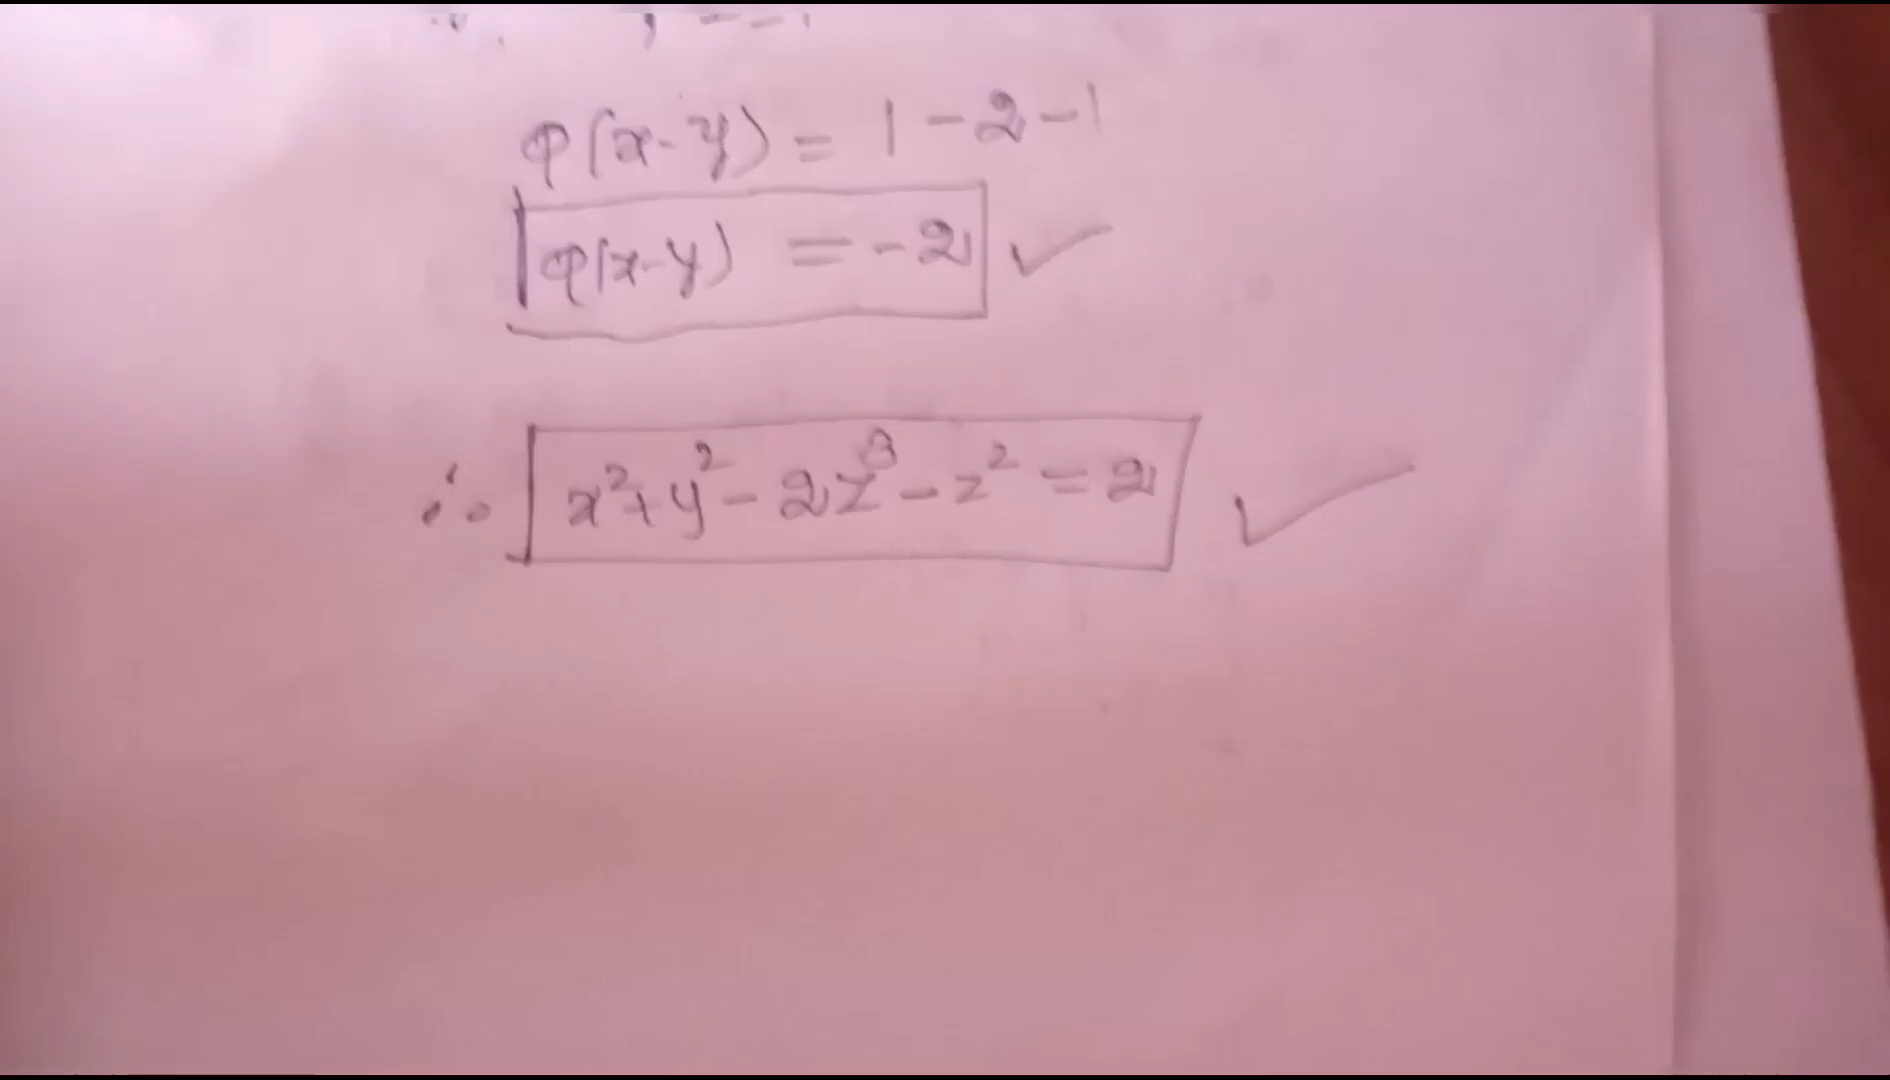 φ(x-y) = 1-2-1
φ(x-y) = -2 ✓
∴ x²+y²-2z³-z² = 2 ✓